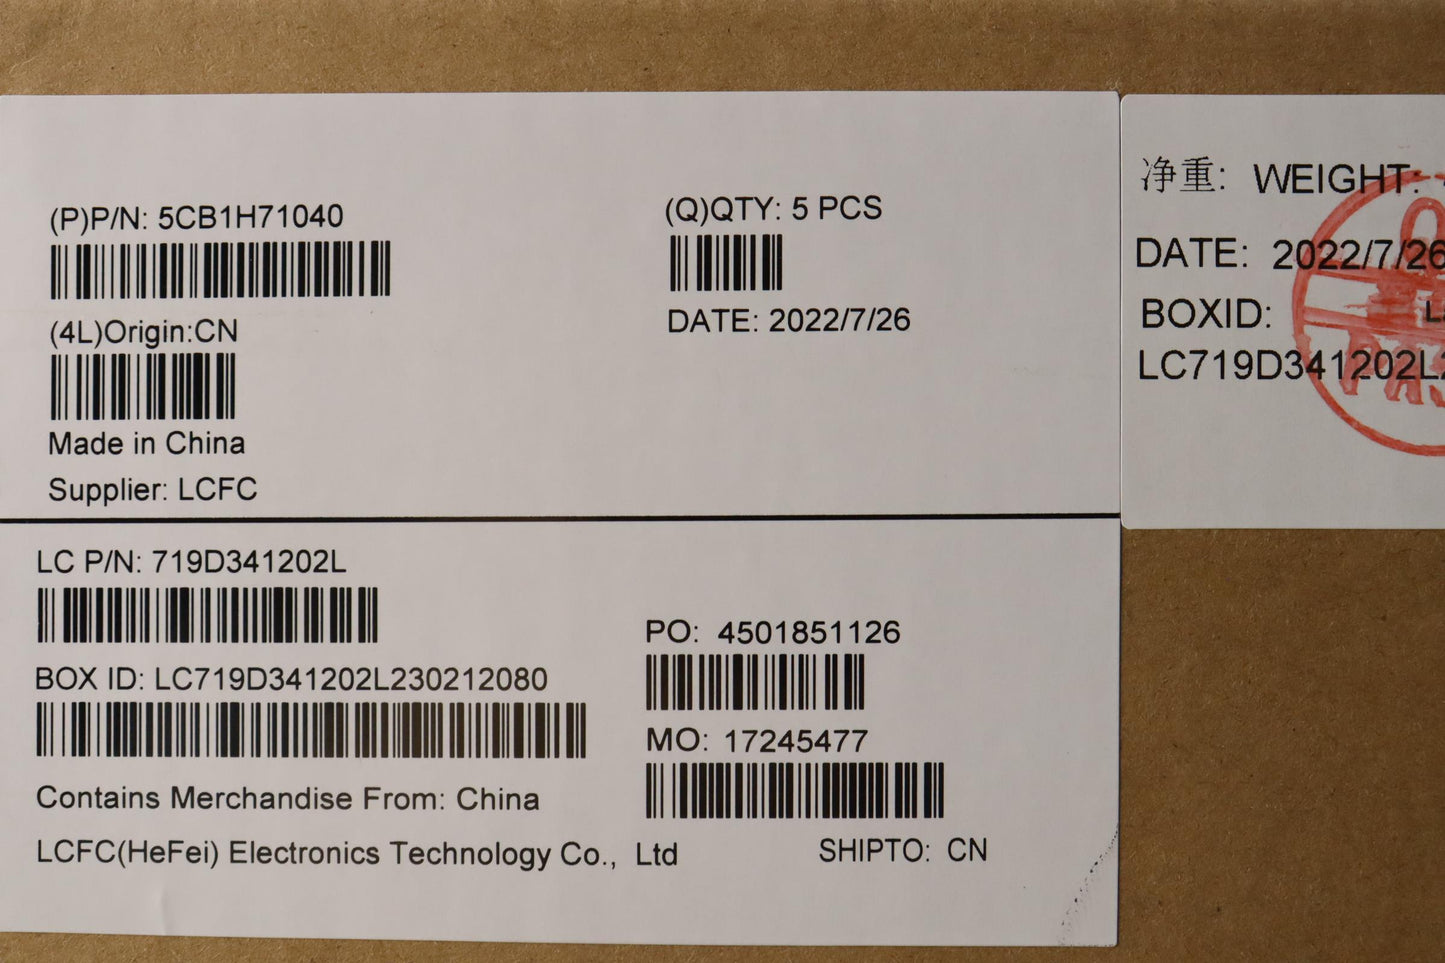 (P)P/N: 5CB1H71040
(4L)Origin:CN
Made in China
Supplier: LCFC
(Q)QTY: 5 PCS
DATE: 2022/7/26
LC P/N: 719D341202L
BOX ID: LC719D341202L230212080
Contains Merchandise From: China
LCFC(HeFei) Electronics Technology Co., Ltd
PO: 4501851126
MO: 17245477
SHIPTO: CN
净重: WEIGHT:
DATE: 2022/7/26
BOXID:
LC719D341202L